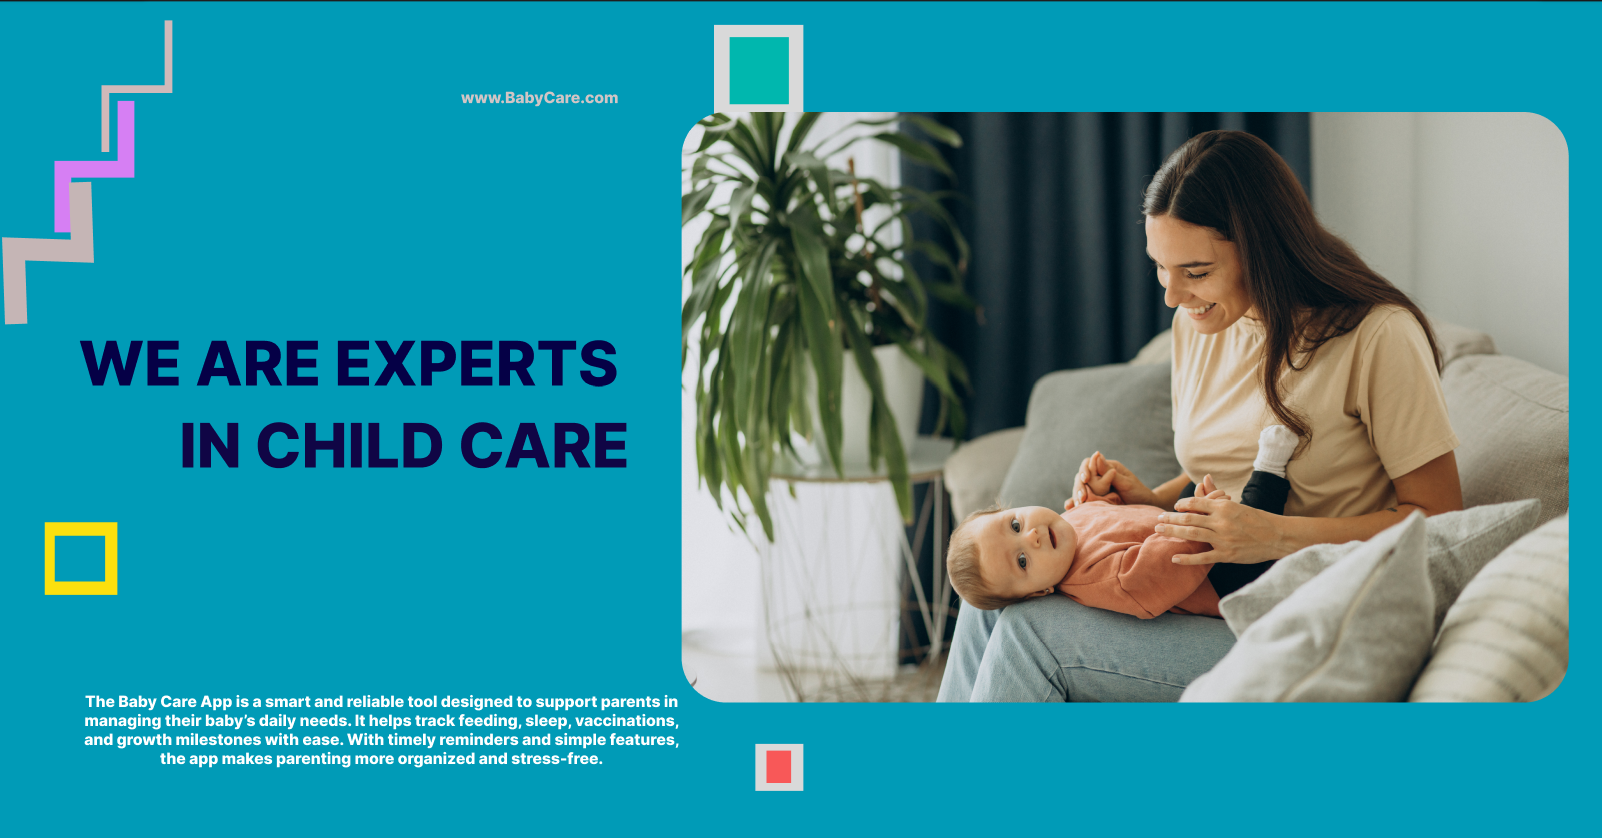 www.BabyCare.com
WE ARE EXPERTS
IN CHILD CARE
The Baby Care App is a smart and reliable tool designed to support parents in
managing their baby’s daily needs. It helps track feeding, sleep, vaccinations,
and growth milestones with ease. With timely reminders and simple features,
the app makes parenting more organized and stress-free.